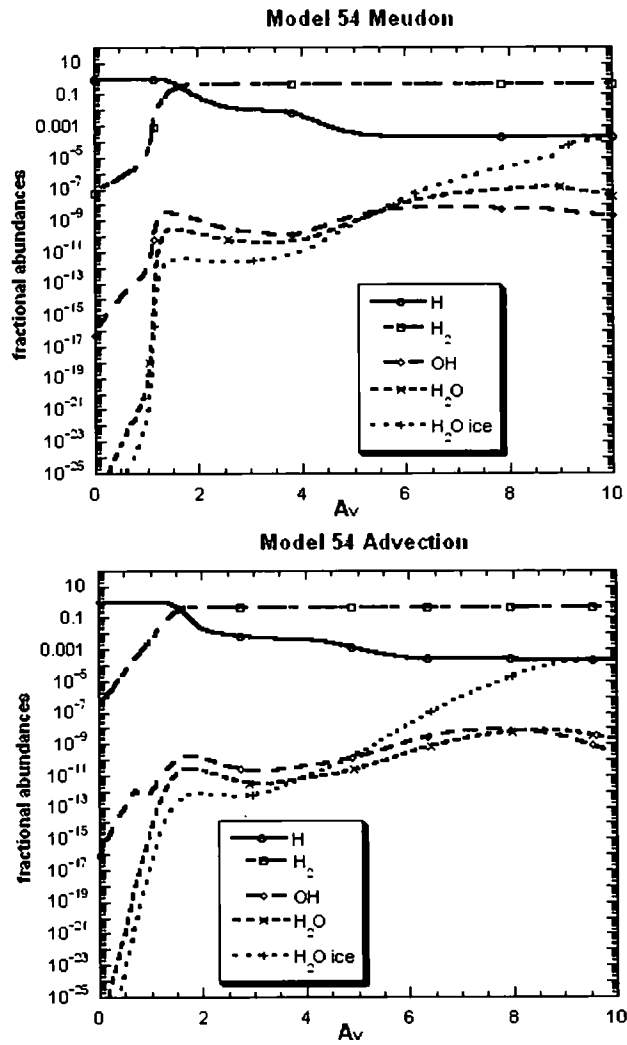 Model 54 Meudon
fractional abundances
10
0.1
0.001
10⁻⁵
10⁻⁷
10⁻⁹
10⁻¹¹
10⁻¹³
10⁻¹⁵
10⁻¹⁷
10⁻¹⁹
10⁻²¹
10⁻²³
10⁻²⁵
H
H₂
OH
H₂O
H₂O ice
0 2 4 6 8 10
Aᵥ
Model 54 Advection
fractional abundances
10
0.1
0.001
10⁻⁵
10⁻⁷
10⁻⁹
10⁻¹¹
10⁻¹³
10⁻¹⁵
10⁻¹⁷
10⁻¹⁹
10⁻²¹
10⁻²³
10⁻²⁵
H
H₂
OH
H₂O
H₂O ice
0 2 4 6 8 10
Aᵥ